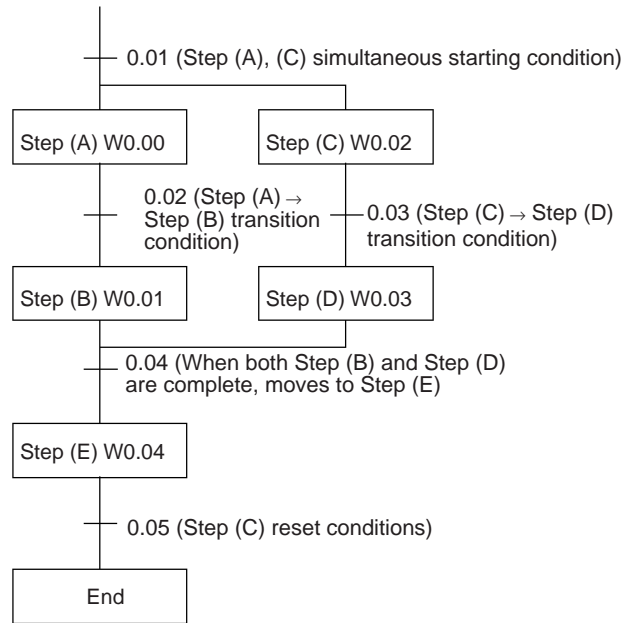 0.01 (Step (A), (C) simultaneous starting condition)
Step (A) W0.00
Step (C) W0.02
0.02 (Step (A) →
Step (B) transition
condition)
0.03 (Step (C) → Step (D)
transition condition)
Step (B) W0.01
Step (D) W0.03
0.04 (When both Step (B) and Step (D)
are complete, moves to Step (E)
Step (E) W0.04
0.05 (Step (C) reset conditions)
End